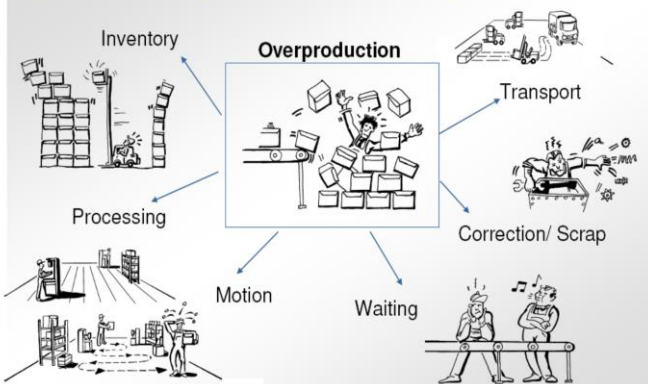 Inventory
Overproduction
Transport
Processing
Correction/ Scrap
Motion
Waiting